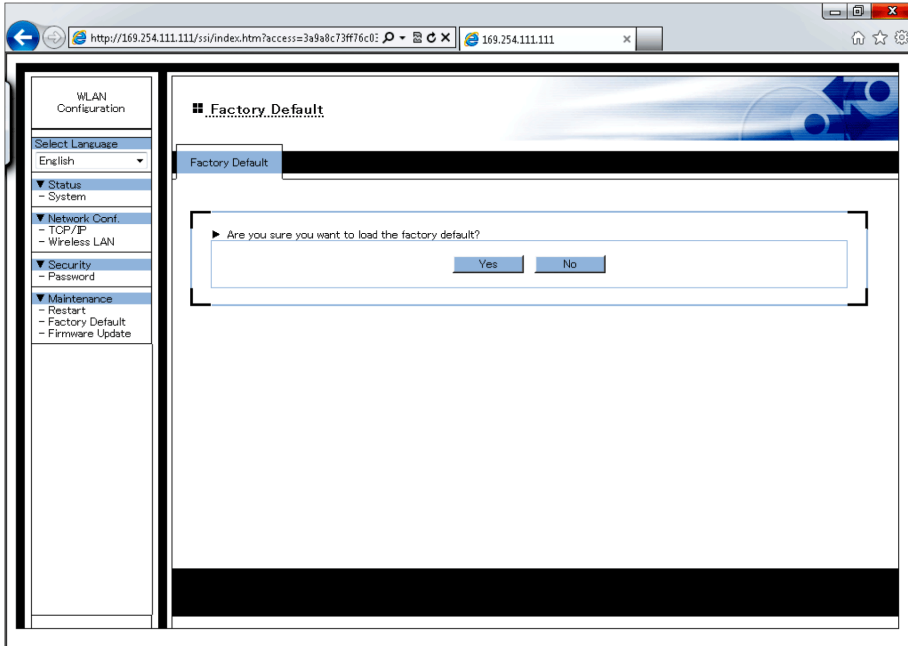 http://169.254.111.111/ssi/index.htm?access=3a9a8c73ff76c03
169.254.111.111
WLAN
Configuration
Select Language
English
▼ Status
- System
▼ Network Conf.
- TCP/IP
- Wireless LAN
▼ Security
- Password
▼ Maintenance
- Restart
- Factory Default
- Firmware Update
Factory Default
Factory Default
▶ Are you sure you want to load the factory default?
Yes No